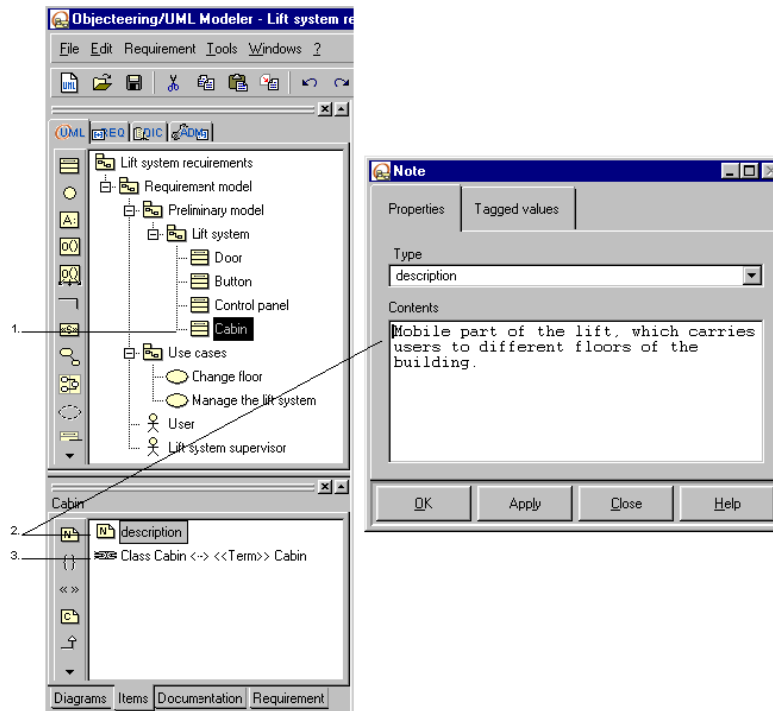 Objecteering/UML Modeler - Lift system re
File Edit Requirement Tools Windows ?
UML REQ DIC ADM
Lift system recuirements
Requirement model
Preliminary model
Lift system
Door
Button
Control panel
1. Cabin
Use cases
Change floor
Manage the lift system
User
Lift system supervisor
Cabin
2. description
3. Class Cabin <--> <<Term>> Cabin
Diagrams Items Documentation Requirement
Note
Properties Tagged values
Type
description
Contents
Mobile part of the lift, which carries
users to different floors of the
building.
OK Apply Close Help